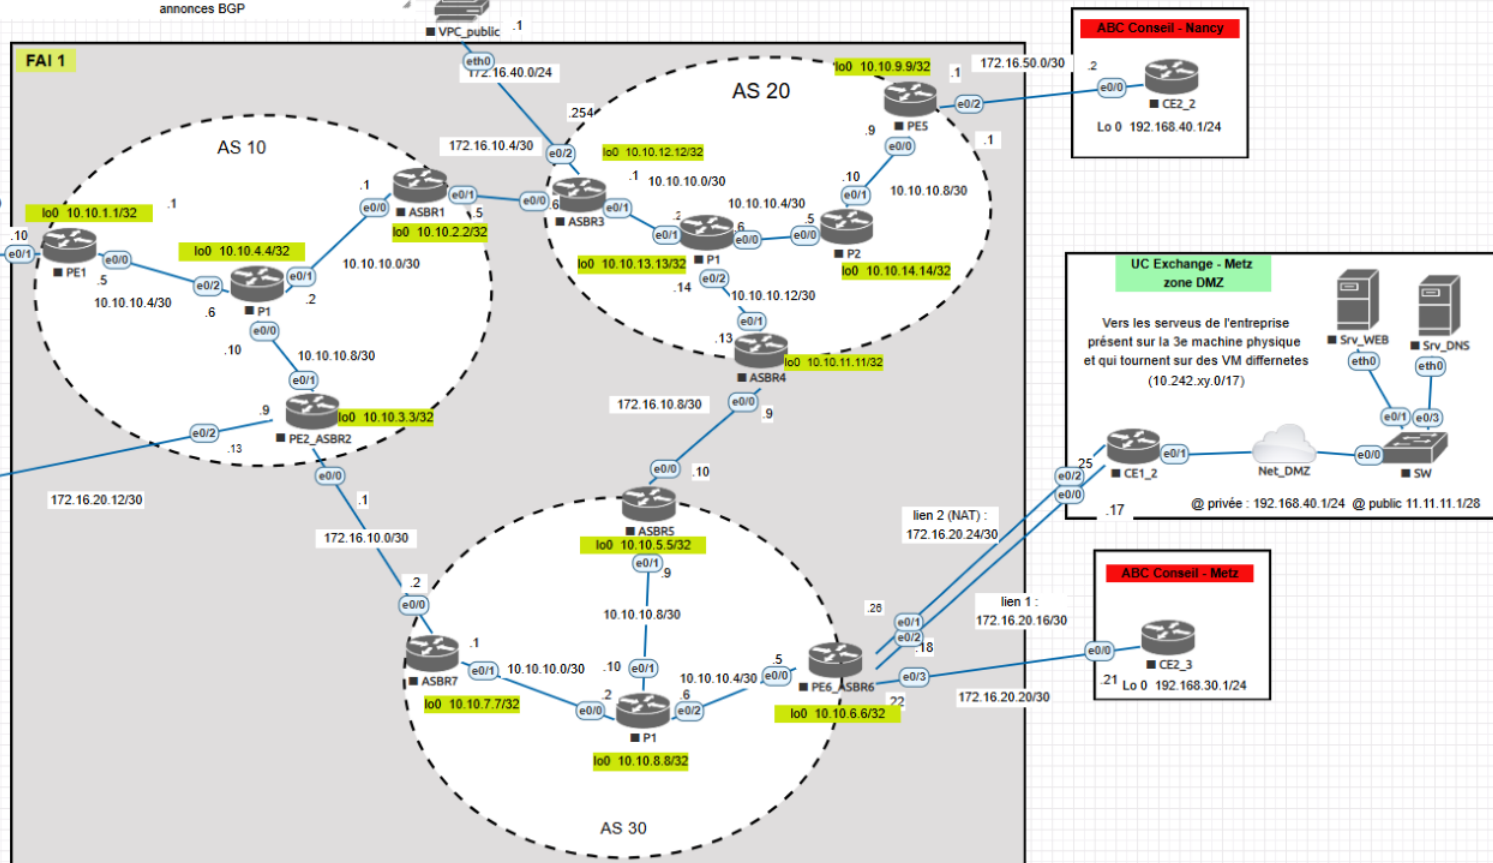 annonces BGP
VPC_public
.1
FAI 1
eth0
172.16.40.0/24
AS 20
lo0 10.10.9.9/32
.1
172.16.50.0/30
ABC Conseil - Nancy
.2
e0/0
CE2_2
Lo 0 192.168.40.1/24
e0/2
PE5
.9
e0/0
.1
.254
172.16.10.4/30
e0/2
lo0 10.10.12.12/32
AS 10
.1
ASBR1
e0/0
e0/1
.5
lo0 10.10.2.2/32
e0/0
.6
ASBR3
e0/1
.1
10.10.10.0/30
.2
e0/1
P1
.6
e0/0
10.10.10.4/30
.5
e0/0
.10
e0/1
10.10.10.8/30
P2
lo0 10.10.14.14/32
lo0 10.10.13.13/32
e0/2
.14
10.10.10.12/30
e0/1
.13
lo0 10.10.11.11/32
ASBR4
lo0 10.10.1.1/32
.1
.10
e0/1
PE1
e0/0
.5
10.10.10.4/30
lo0 10.10.4.4/32
e0/2
.6
P1
e0/1
.2
10.10.10.0/30
e0/0
.10
10.10.10.8/30
e0/1
.9
lo0 10.10.3.3/32
PE2_ASBR2
e0/2
.13
e0/0
172.16.20.12/30
.1
172.16.10.0/30
.2
e0/0
172.16.10.8/30
e0/0
.9
e0/0
.10
ASBR5
lo0 10.10.5.5/32
e0/1
.9
10.10.10.8/30
.10
e0/1
ASBR7
.1
e0/1
10.10.10.0/30
lo0 10.10.7.7/32
.2
e0/0
P1
.6
e0/2
10.10.10.4/30
.5
e0/0
lo0 10.10.8.8/32
PE6_ASBR6
lo0 10.10.6.6/32
AS 30
.26
e0/1
e0/2
.18
e0/3
.22
172.16.20.20/30
lien 2 (NAT) :
172.16.20.24/30
lien 1 :
172.16.20.16/30
UC Exchange - Metz
zone DMZ
Vers les serveus de l'entreprise
présent sur la 3e machine physique
et qui tournent sur des VM differnetes
(10.242.xy.0/17)
Srv_WEB
eth0
Srv_DNS
eth0
e0/1
e0/3
e0/0
SW
Net_DMZ
e0/1
CE1_2
.25
e0/2
e0/0
.17
@ privée : 192.168.40.1/24 @ public 11.11.11.1/28
ABC Conseil - Metz
e0/0
CE2_3
.21
Lo 0 192.168.30.1/24